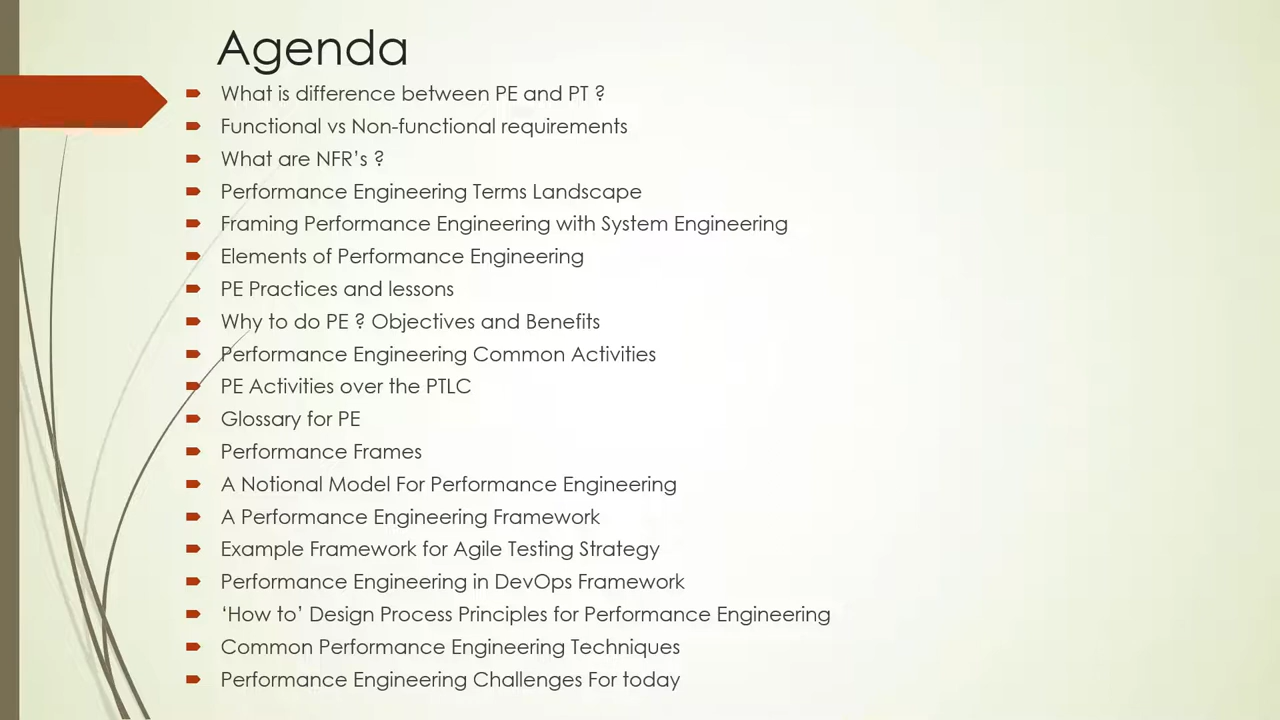 Agenda
What is difference between PE and PT ?
Functional vs Non-functional requirements
What are NFR’s ?
Performance Engineering Terms Landscape
Framing Performance Engineering with System Engineering
Elements of Performance Engineering
PE Practices and lessons
Why to do PE ? Objectives and Benefits
Performance Engineering Common Activities
PE Activities over the PTLC
Glossary for PE
Performance Frames
A Notional Model For Performance Engineering
A Performance Engineering Framework
Example Framework for Agile Testing Strategy
Performance Engineering in DevOps Framework
‘How to’ Design Process Principles for Performance Engineering
Common Performance Engineering Techniques
Performance Engineering Challenges For today